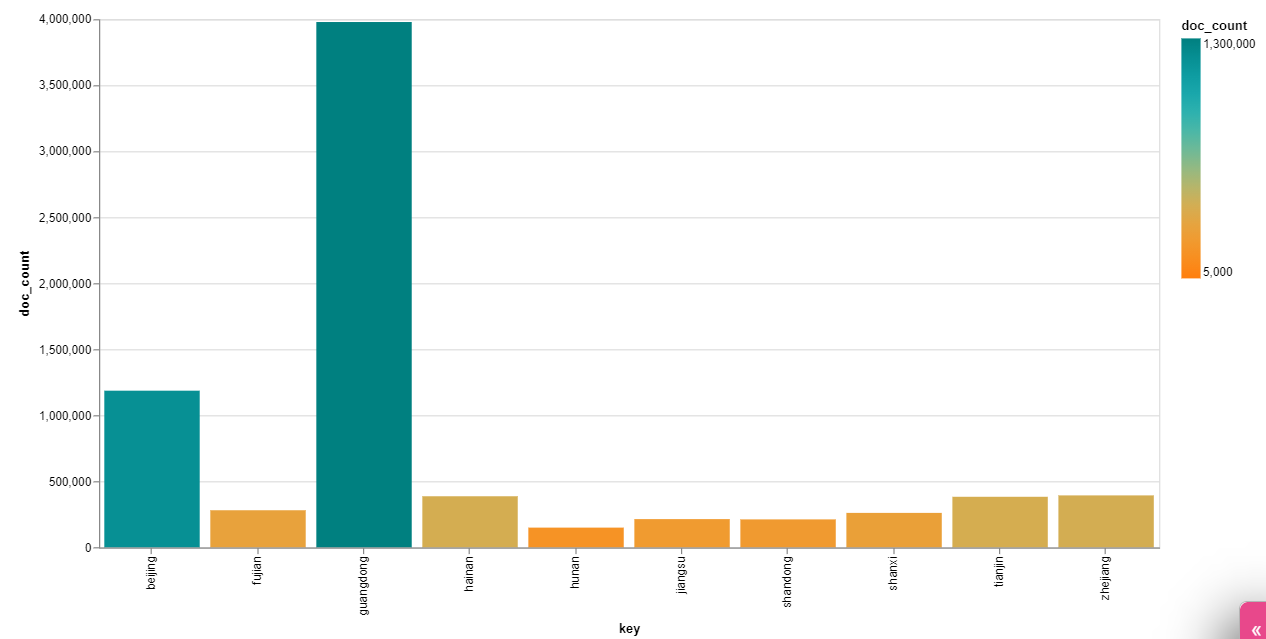 doc_count
1,300,000
5,000
4,000,000
3,500,000
3,000,000
2,500,000
2,000,000
1,500,000
1,000,000
500,000
0
doc_count
beijing
fujian
guangdong
hainan
hunan
jiangsu
shandong
shanxi
tianjin
zhejiang
key
«